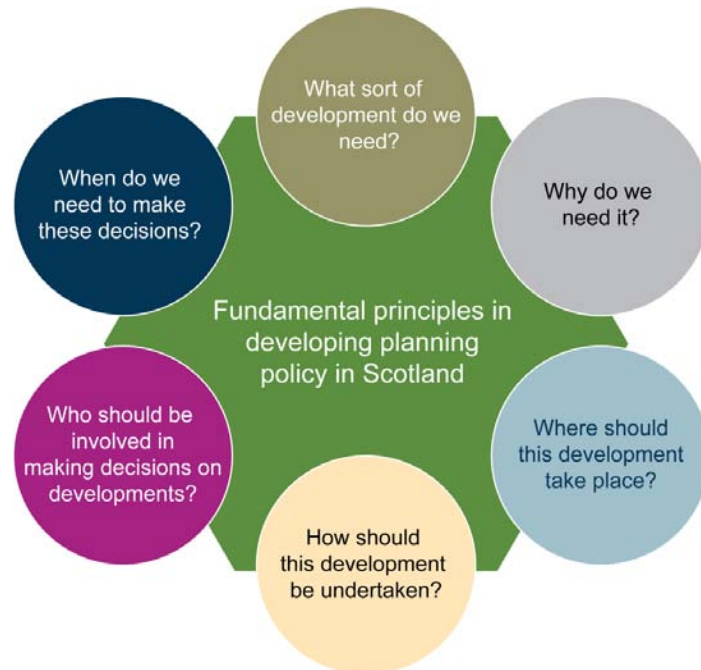 What sort of
development do we
need?
Why do we
need it?
Where should
this development
take place?
How should
this development
be undertaken?
Who should be
involved in
making decisions on
developments?
When do we
need to make
these decisions?
Fundamental principles in
developing planning
policy in Scotland